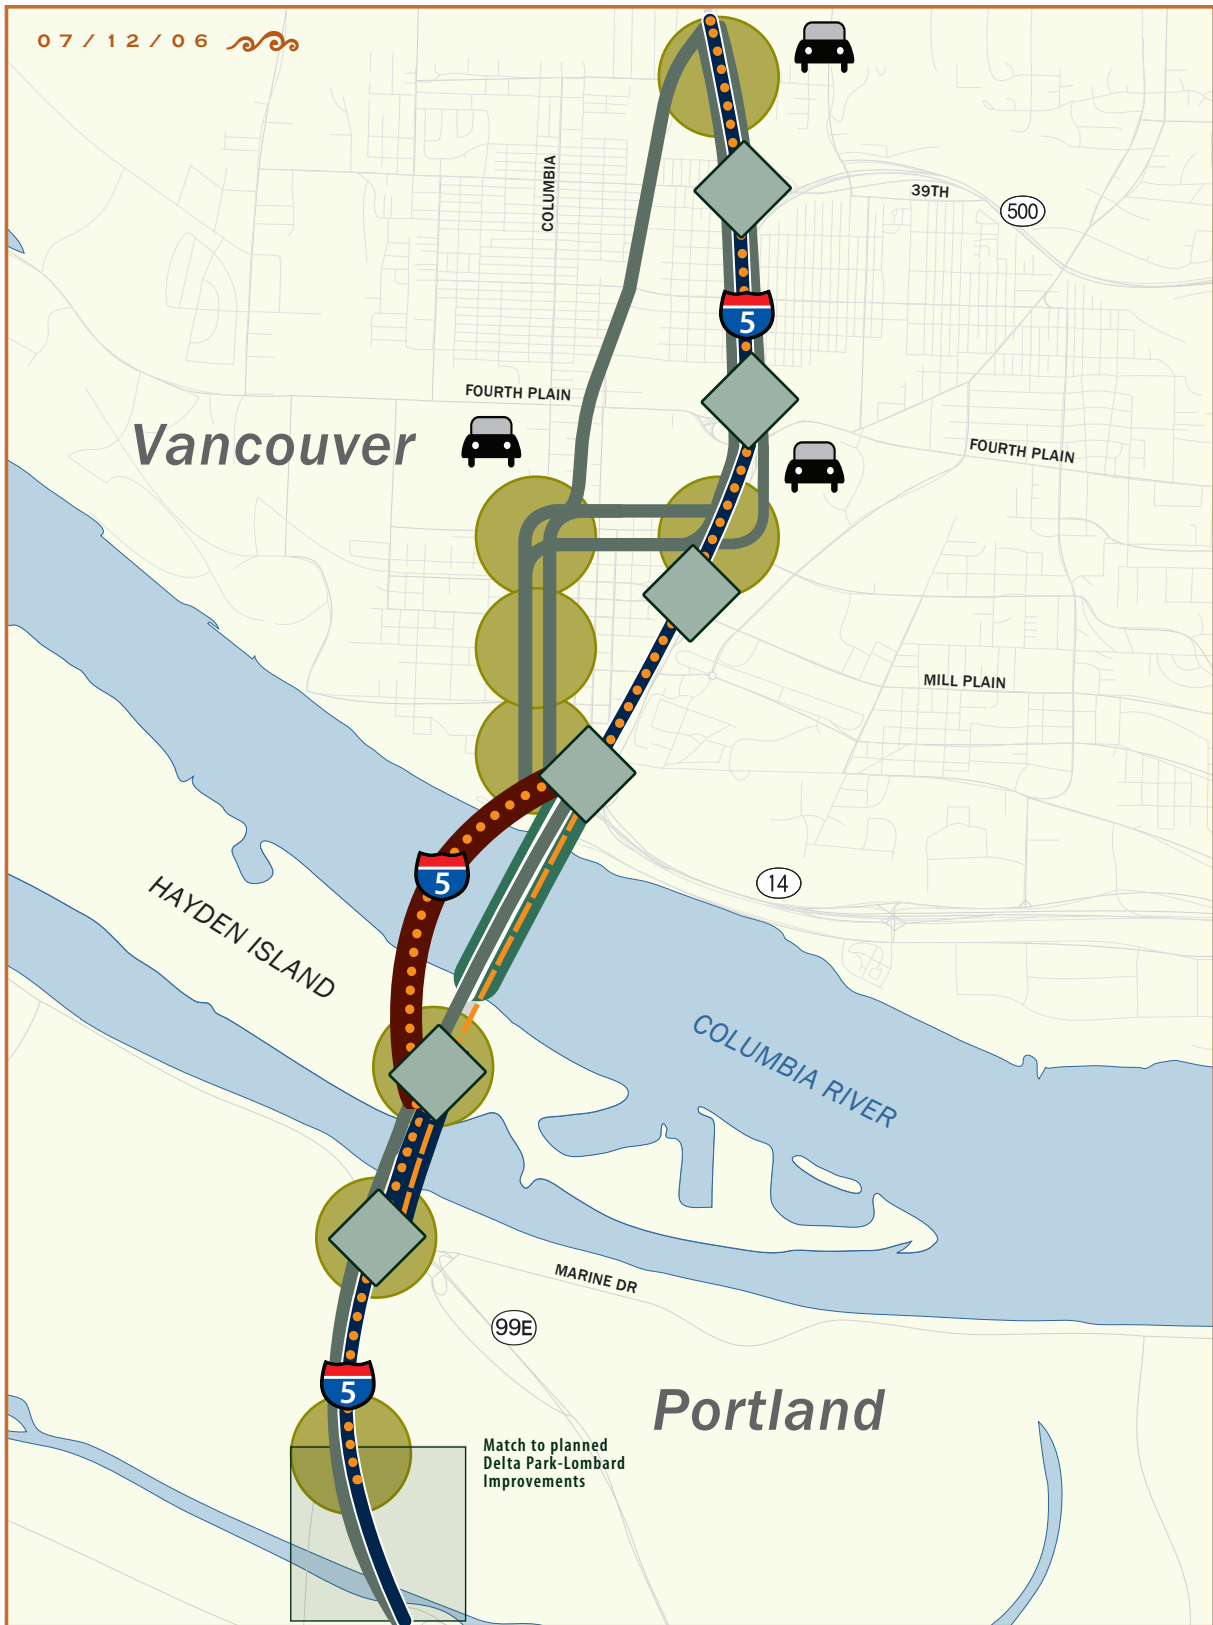 07/12/06
COLUMBIA
39TH
500
5
FOURTH PLAIN
Vancouver
FOURTH PLAIN
MILL PLAIN
5
14
HAYDEN ISLAND
COLUMBIA RIVER
MARINE DR
99E
5
Portland
Match to planned
Delta Park-Lombard
Improvements